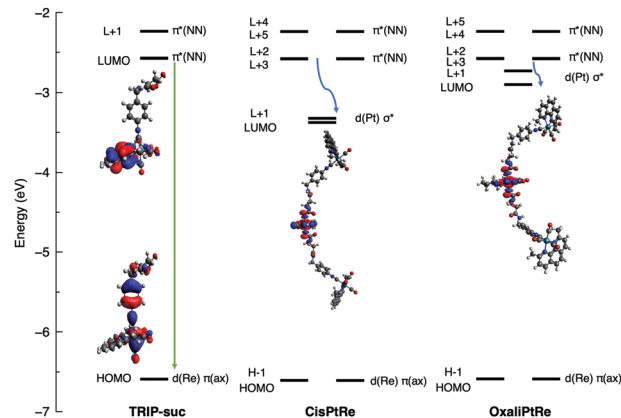 −2
−3
−4
−5
−6
−7
Energy (eV)
L+1
π*(NN)
LUMO
π*(NN)
HOMO
d(Re) π(ax)
TRIP-suc
L+4
L+5
π*(NN)
L+2
L+3
π*(NN)
L+1
LUMO
d(Pt) σ*
H-1
HOMO
d(Re) π(ax)
CisPtRe
L+5
L+4
π*(NN)
L+2
L+3
π*(NN)
L+1
LUMO
d(Pt) σ*
H-1
HOMO
d(Re) π(ax)
OxaliPtRe